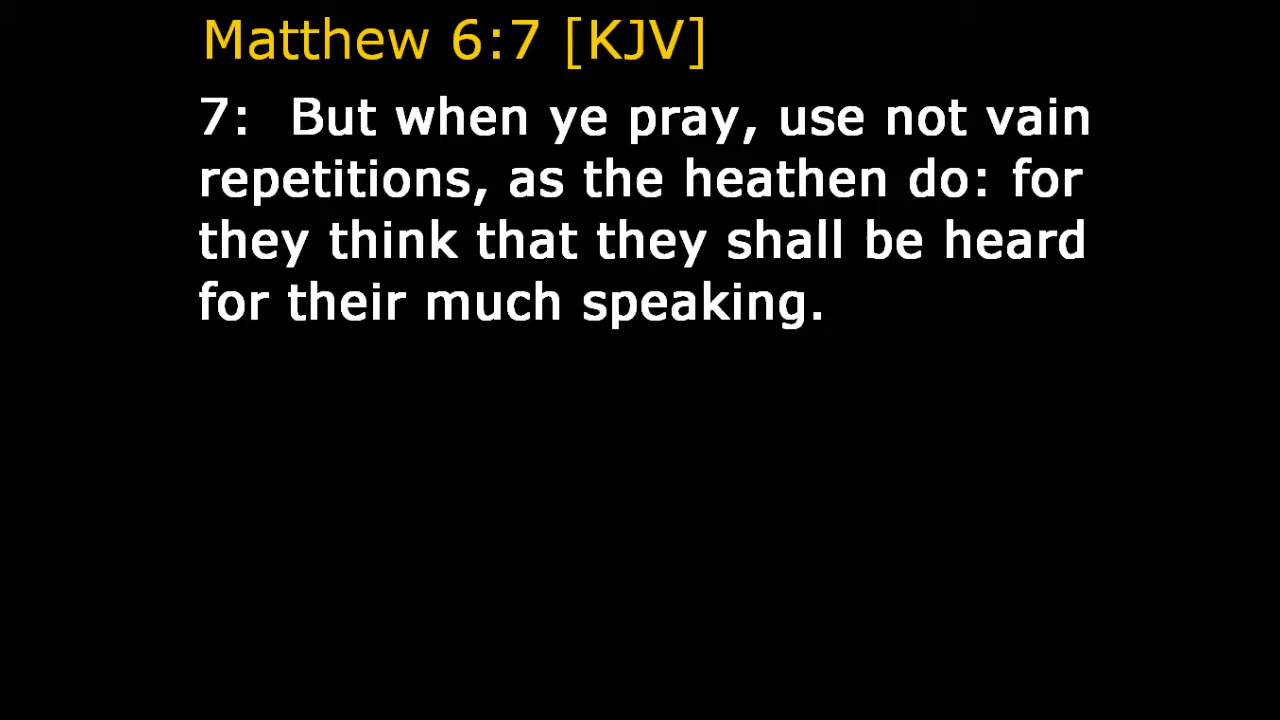 Matthew 6:7 [KJV]
7: But when ye pray, use not vain
repetitions, as the heathen do: for
they think that they shall be heard
for their much speaking.